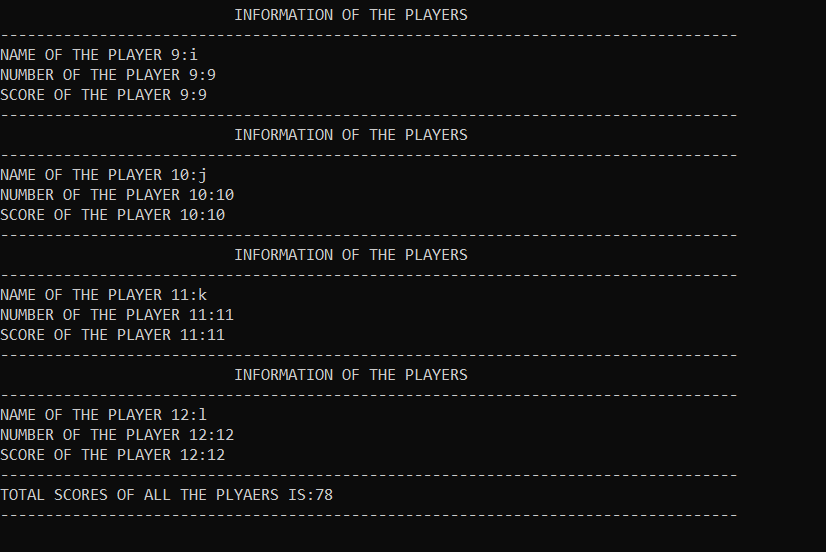 INFORMATION OF THE PLAYERS
----------------------------------------------------------------------------------
NAME OF THE PLAYER 9:i
NUMBER OF THE PLAYER 9:9
SCORE OF THE PLAYER 9:9
----------------------------------------------------------------------------------
INFORMATION OF THE PLAYERS
----------------------------------------------------------------------------------
NAME OF THE PLAYER 10:j
NUMBER OF THE PLAYER 10:10
SCORE OF THE PLAYER 10:10
----------------------------------------------------------------------------------
INFORMATION OF THE PLAYERS
----------------------------------------------------------------------------------
NAME OF THE PLAYER 11:k
NUMBER OF THE PLAYER 11:11
SCORE OF THE PLAYER 11:11
----------------------------------------------------------------------------------
INFORMATION OF THE PLAYERS
----------------------------------------------------------------------------------
NAME OF THE PLAYER 12:l
NUMBER OF THE PLAYER 12:12
SCORE OF THE PLAYER 12:12
----------------------------------------------------------------------------------
TOTAL SCORES OF ALL THE PLYAERS IS:78
----------------------------------------------------------------------------------